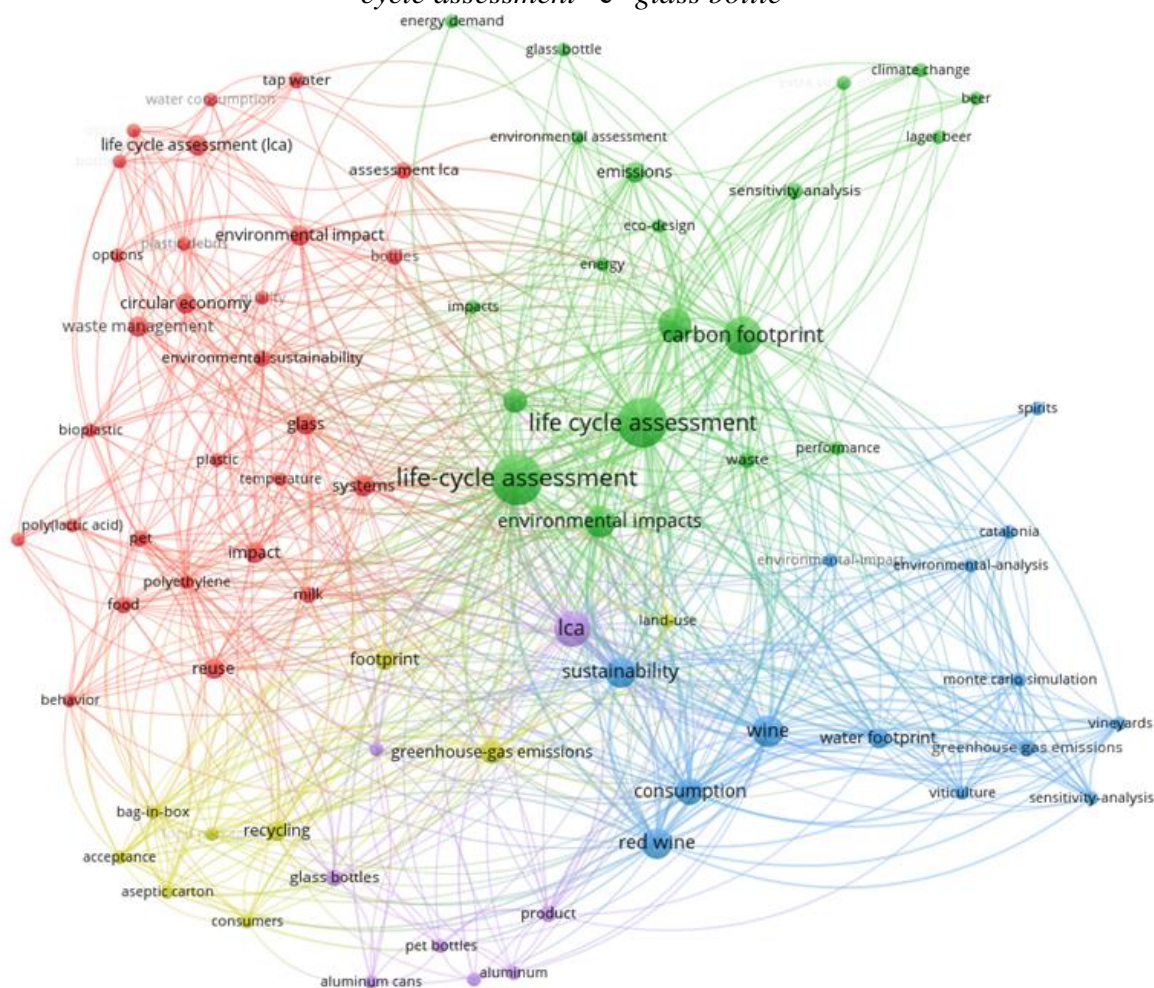 cycle assessment" & "glass bottle"
energy demand
glass bottle
climate change
tap water
beer
water consumption
life cycle assessment (lca)
environmental assessment
lager beer
assessment lca
emissions
sensitivity analysis
eco-design
environmental impact
plastic debris
options
bottles
energy
circular economy
impacts
waste management
carbon footprint
environmental sustainability
spirits
life cycle assessment
glass
bioplastic
performance
plastic
waste
temperature
systems
life-cycle assessment
environmental impacts
poly(lactic acid)
catalonia
pet
impact
environmental-impact
environmental-analysis
polyethylene
milk
food
land-use
lca
footprint
sustainability
reuse
monte carlo simulation
behavior
vineyards
wine
water footprint
greenhouse gas emissions
greenhouse-gas emissions
consumption
viticulture
sensitivity-analysis
bag-in-box
recycling
red wine
acceptance
glass bottles
aseptic carton
product
consumers
pet bottles
aluminum
aluminum cans